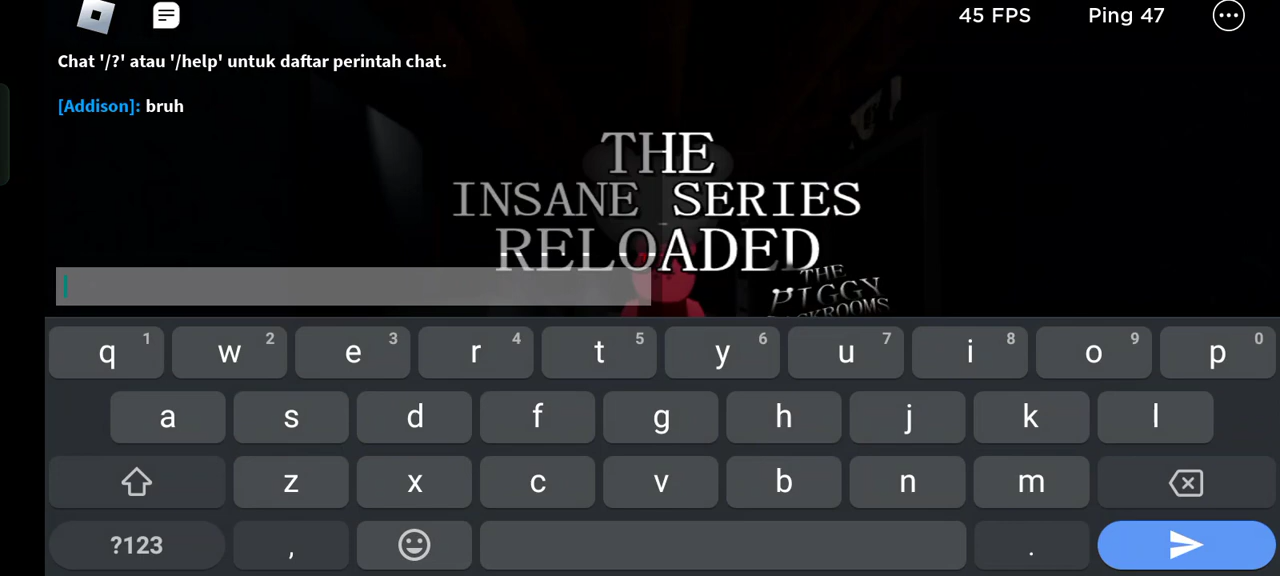 45 FPS Ping 47
Chat '/?' atau '/help' untuk daftar perintah chat.
[Addison]: bruh
THE
INSANE SERIES
RELOADED
THE
PIGGY
BACKROOMS
q 1 w 2 e 3 r 4 t 5 y 6 u 7 i 8 o 9 p 0
a s d f g h j k l
z x c v b n m
?123 , .